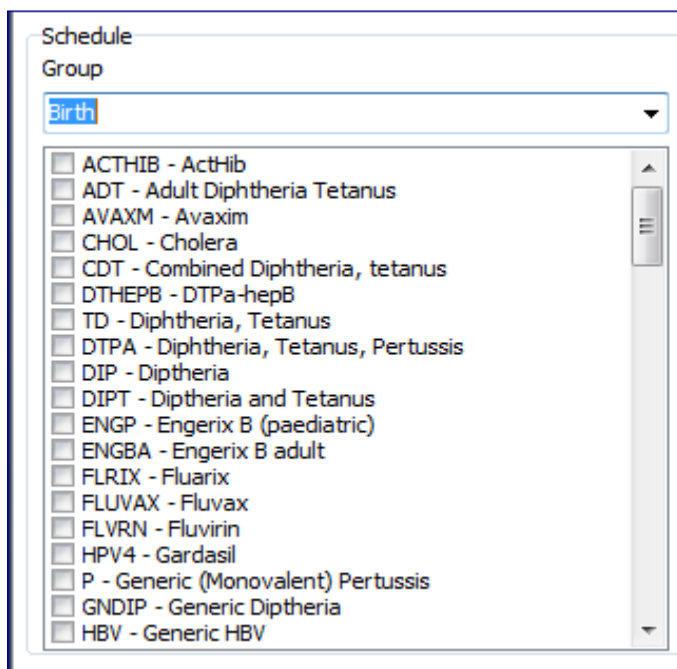 Schedule
Group
Birth
ACTHIB - ActHib
ADT - Adult Diphtheria Tetanus
AVAXM - Avaxim
CHOL - Cholera
CDT - Combined Diphtheria, tetanus
DTHEPB - DTPa-hepB
TD - Diphtheria, Tetanus
DTPA - Diphtheria, Tetanus, Pertussis
DIP - Diptheria
DIPT - Diptheria and Tetanus
ENGP - Engerix B (paediatric)
ENGBA - Engerix B adult
FLRIX - Fluarix
FLUVAX - Fluvax
FLVRN - Fluvirin
HPV4 - Gardasil
P - Generic (Monovalent) Pertussis
GNDIP - Generic Diptheria
HBV - Generic HBV